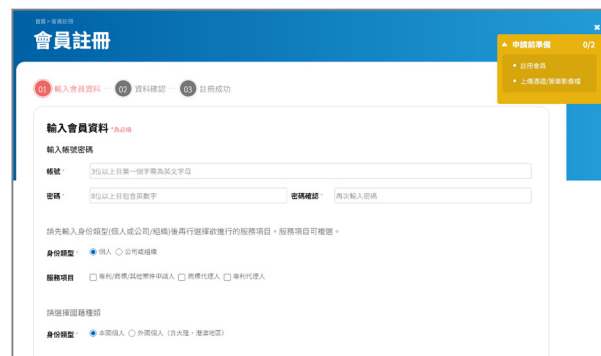 首頁 > 會員註冊
會員註冊
申請前準備 0/2
註冊會員
上傳憑證/簽章影像檔
01 輸入會員資料 02 資料確認 03 註冊成功
輸入會員資料 *為必填
輸入帳號密碼
帳號* 3位以上且第一個字需為英文字母
密碼* 8位以上且包含英數字 密碼確認* 再次輸入密碼
請先輸入身份類型(個人或公司/組織)後再行選擇欲進行的服務項目,服務項目可複選。
身份類型* 個人 公司或組織
服務項目 專利/商標/其他案件申請人 商標代理人 專利代理人
請選擇國籍種類
身份類型* 本國個人 外國個人(含大陸、港澳地區)